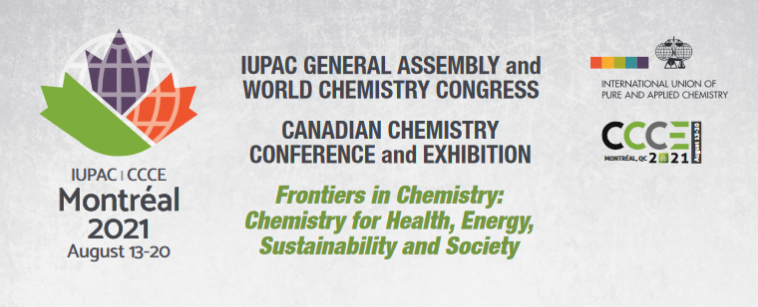 IUPAC | CCCE
Montréal
2021
August 13-20
IUPAC GENERAL ASSEMBLY and
WORLD CHEMISTRY CONGRESS
CANADIAN CHEMISTRY
CONFERENCE and EXHIBITION
Frontiers in Chemistry:
Chemistry for Health, Energy,
Sustainability and Society
INTERNATIONAL UNION OF
PURE AND APPLIED CHEMISTRY
CCCE
MONTRÉAL, QC 2021
August 13-20